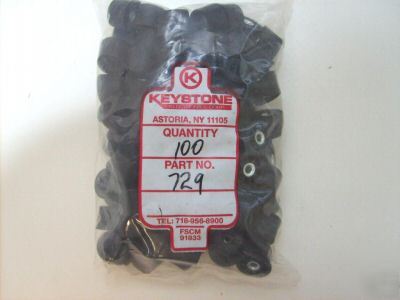 K
KEYSTONE
ASTORIA, NY 11105
QUANTITY
100
PART NO.
729
TEL: 718-956-8900
FSCM
91833